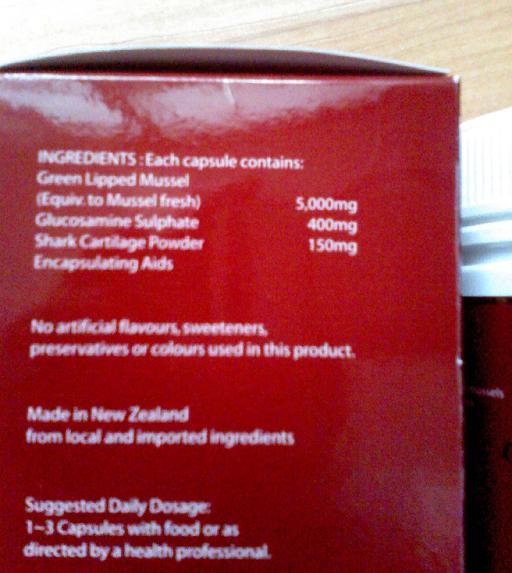 INGREDIENTS : Each capsule contains:
Green Lipped Mussel
(Equiv. to Mussel fresh) 5,000mg
Glucosamine Sulphate 400mg
Shark Cartilage Powder 150mg
Encapsulating Aids
No artificial flavours, sweeteners,
preservatives or colours used in this product.
Made in New Zealand
from local and imported ingredients
Suggested Daily Dosage:
1~3 Capsules with food or as
directed by a health professional.